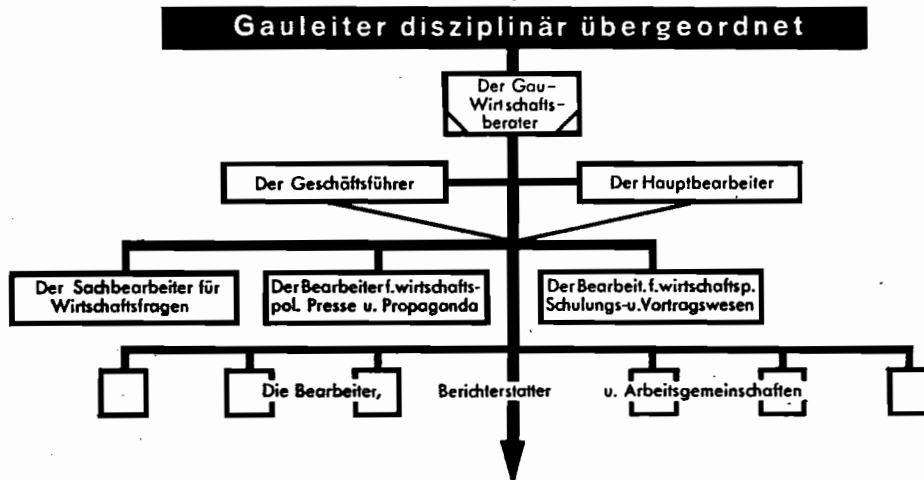 Gauleiter disziplinär übergeordnet
Der Gau-
Wirtschafts-
berater
Der Geschäftsführer
Der Hauptbearbeiter
Der Sachbearbeiter für
Wirtschaftsfragen
Der Bearbeiter f. wirtschafts-
pol. Presse u. Propaganda
Der Bearbeit. f. wirtschaftsp.
Schulungs-u. Vortragswesen
Die Bearbeiter,
Berichterstatter
u. Arbeitsgemeinschaften